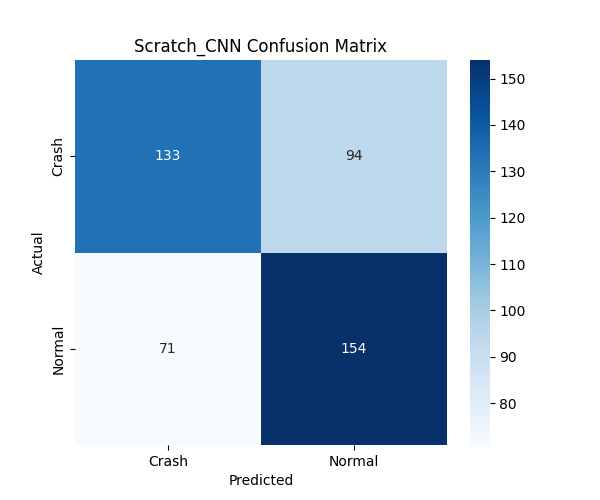 Scratch_CNN Confusion Matrix
Actual
Crash
Normal
133
94
71
154
Crash
Normal
Predicted
150
140
130
120
110
100
90
80